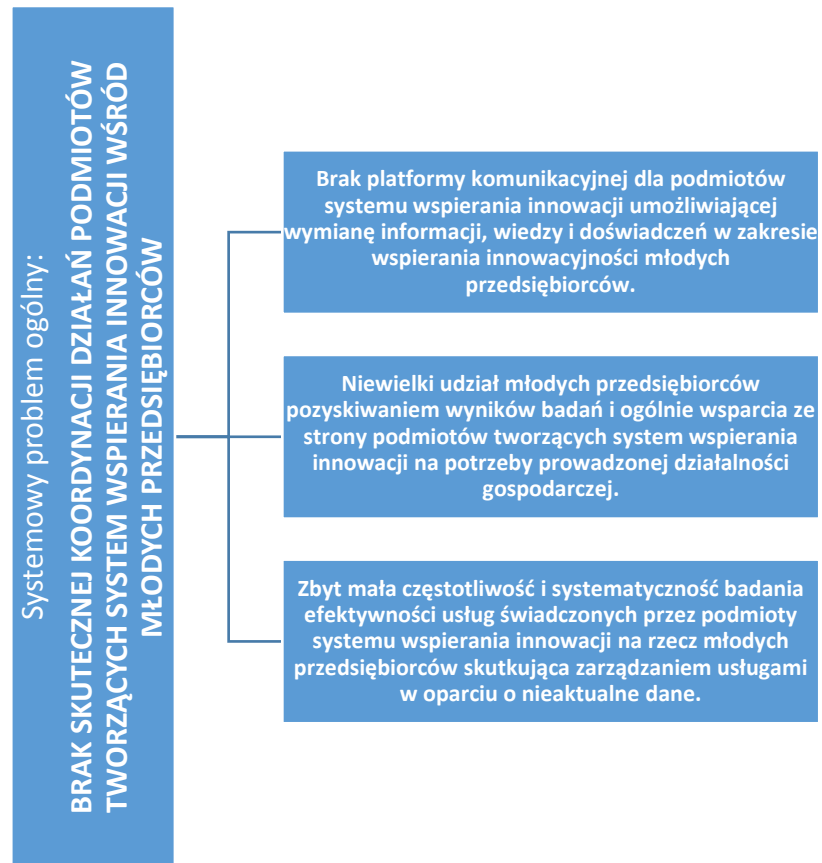 Systemowy problem ogólny:
BRAK SKUTECZNEJ KOORDYNACJI DZIAŁAŃ PODMIOTÓW
TWORZĄCYCH SYSTEM WSPIERANIA INNOWACJI WŚRÓD
MŁODYCH PRZEDSIĘBIORCÓW
Brak platformy komunikacyjnej dla podmiotów
systemu wspierania innowacji umożliwiającej
wymianę informacji, wiedzy i doświadczeń w zakresie
wspierania innowacyjności młodych
przedsiębiorców.
Niewielki udział młodych przedsiębiorców
pozyskiwaniem wyników badań i ogólnie wsparcia ze
strony podmiotów tworzących system wspierania
innowacji na potrzeby prowadzonej działalności
gospodarczej.
Zbyt mała częstotliwość i systematyczność badania
efektywności usług świadczonych przez podmioty
systemu wspierania innowacji na rzecz młodych
przedsiębiorców skutkująca zarządzaniem usługami
w oparciu o nieaktualne dane.